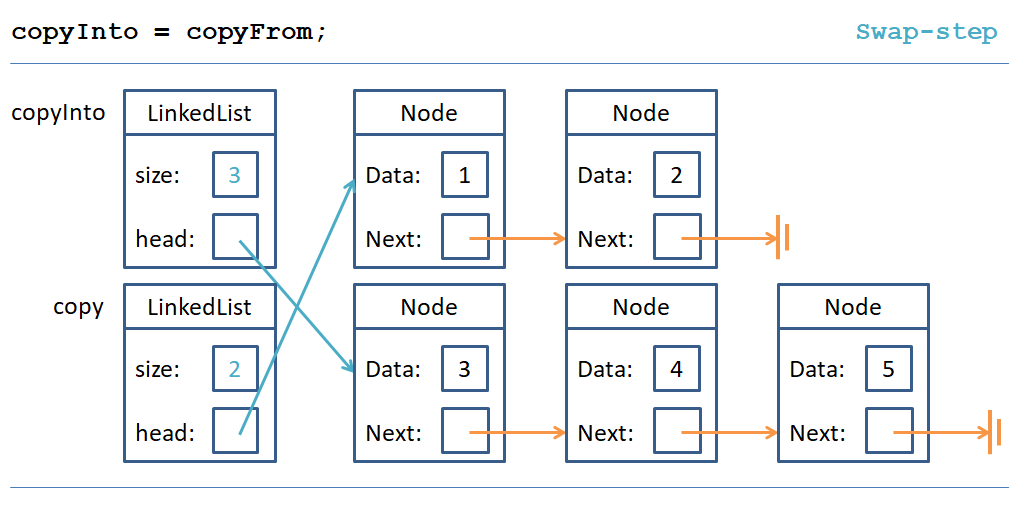 copyInto = copyFrom; Swap-step
copyInto LinkedList Node Node
size: 3 Data: 1 Data: 2
head: Next: Next:
copy LinkedList Node Node Node
size: 2 Data: 3 Data: 4 Data: 5
head: Next: Next: Next: